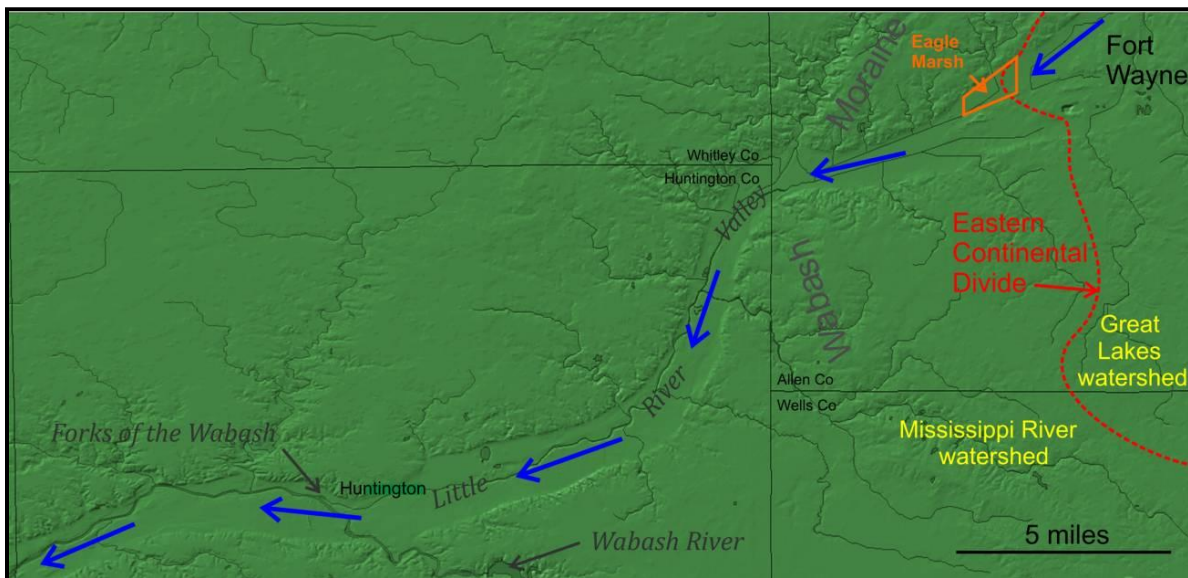 Eagle
Marsh
Fort
Wayne
Moraine
Whitley Co
Huntington Co
Valley
Wabash
Eastern
Continental
Divide
Great
Lakes
watershed
River
Allen Co
Wells Co
Mississippi River
watershed
Forks of the Wabash
Huntington
Little
Wabash River
5 miles